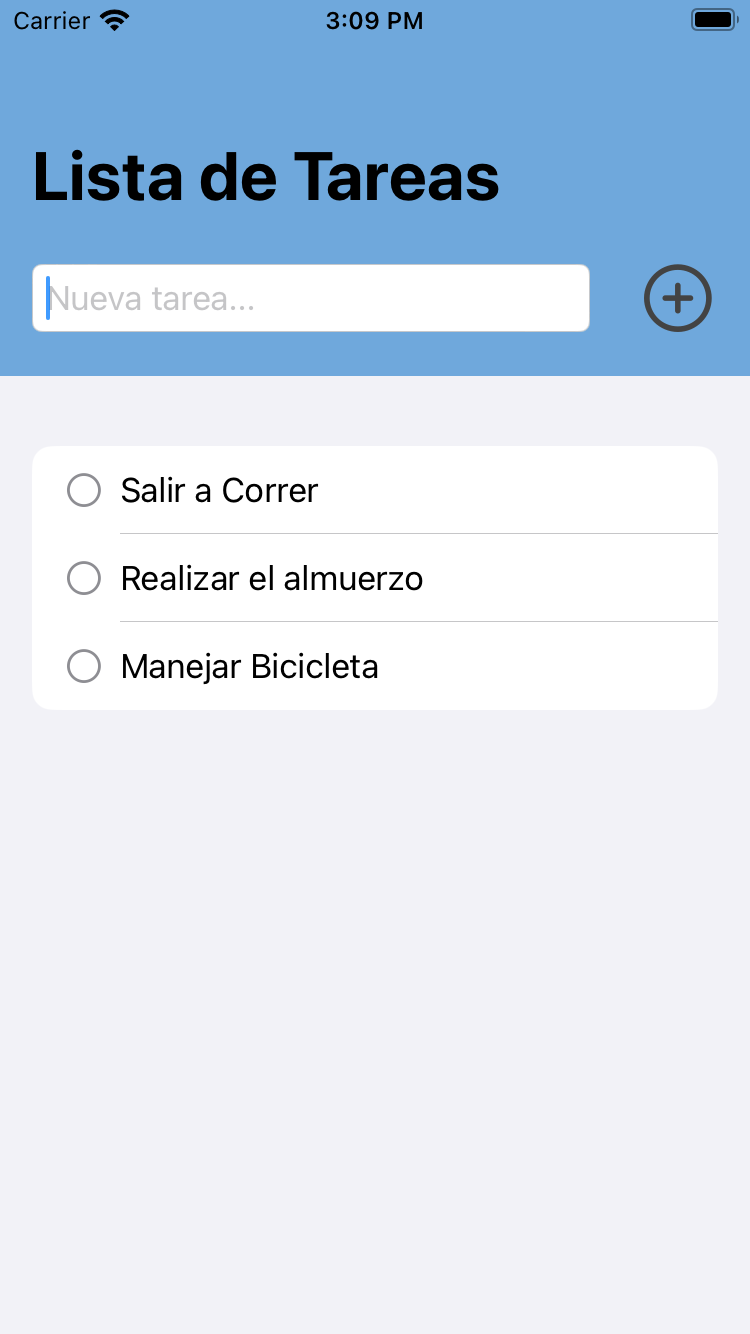 Carrier 3:09 PM
Lista de Tareas
Nueva tarea...
Salir a Correr
Realizar el almuerzo
Manejar Bicicleta